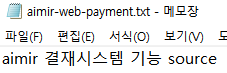 aimir-web-payment.txt - 메모장
파일(F) 편집(E) 서식(O) 보기(V)
aimir 결재시스템 기능 source